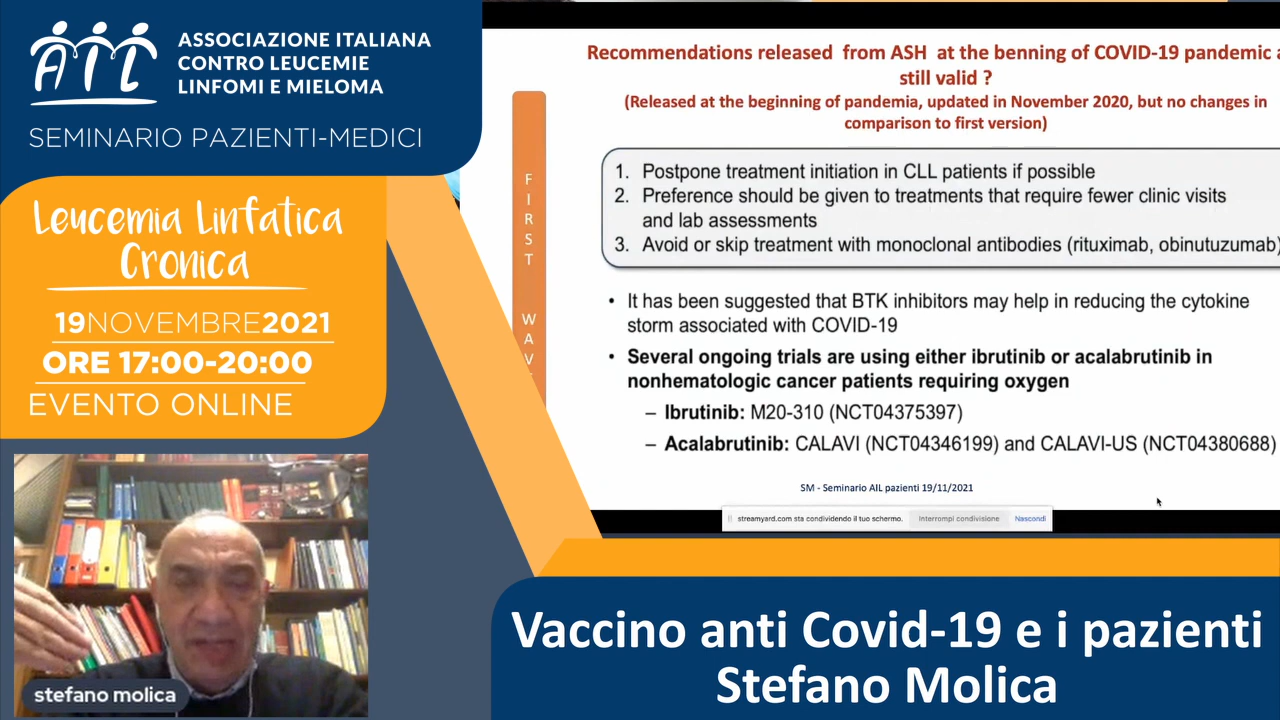 AIL
ASSOCIAZIONE ITALIANA
CONTRO LEUCEMIE
LINFOMI E MIELOMA
SEMINARIO PAZIENTI-MEDICI
Leucemia Linfatica
Cronica
19NOVEMBRE2021
ORE 17:00-20:00
EVENTO ONLINE
stefano molica
Recommendations released from ASH at the benning of COVID-19 pandemic a
still valid ?
(Released at the beginning of pandemia, updated in November 2020, but no changes in
comparison to first version)
FIRST WAV
1. Postpone treatment initiation in CLL patients if possible
2. Preference should be given to treatments that require fewer clinic visits
and lab assessments
3. Avoid or skip treatment with monoclonal antibodies (rituximab, obinutuzumab)
• It has been suggested that BTK inhibitors may help in reducing the cytokine
storm associated with COVID-19
• Several ongoing trials are using either ibrutinib or acalabrutinib in
nonhematologic cancer patients requiring oxygen
– Ibrutinib: M20-310 (NCT04375397)
– Acalabrutinib: CALAVI (NCT04346199) and CALAVI-US (NCT04380688)
SM - Seminario AIL pazienti 19/11/2021
streamyard.com sta condividendo il tuo schermo. Interrompi condivisione Nascondi
Vaccino anti Covid-19 e i pazienti
Stefano Molica